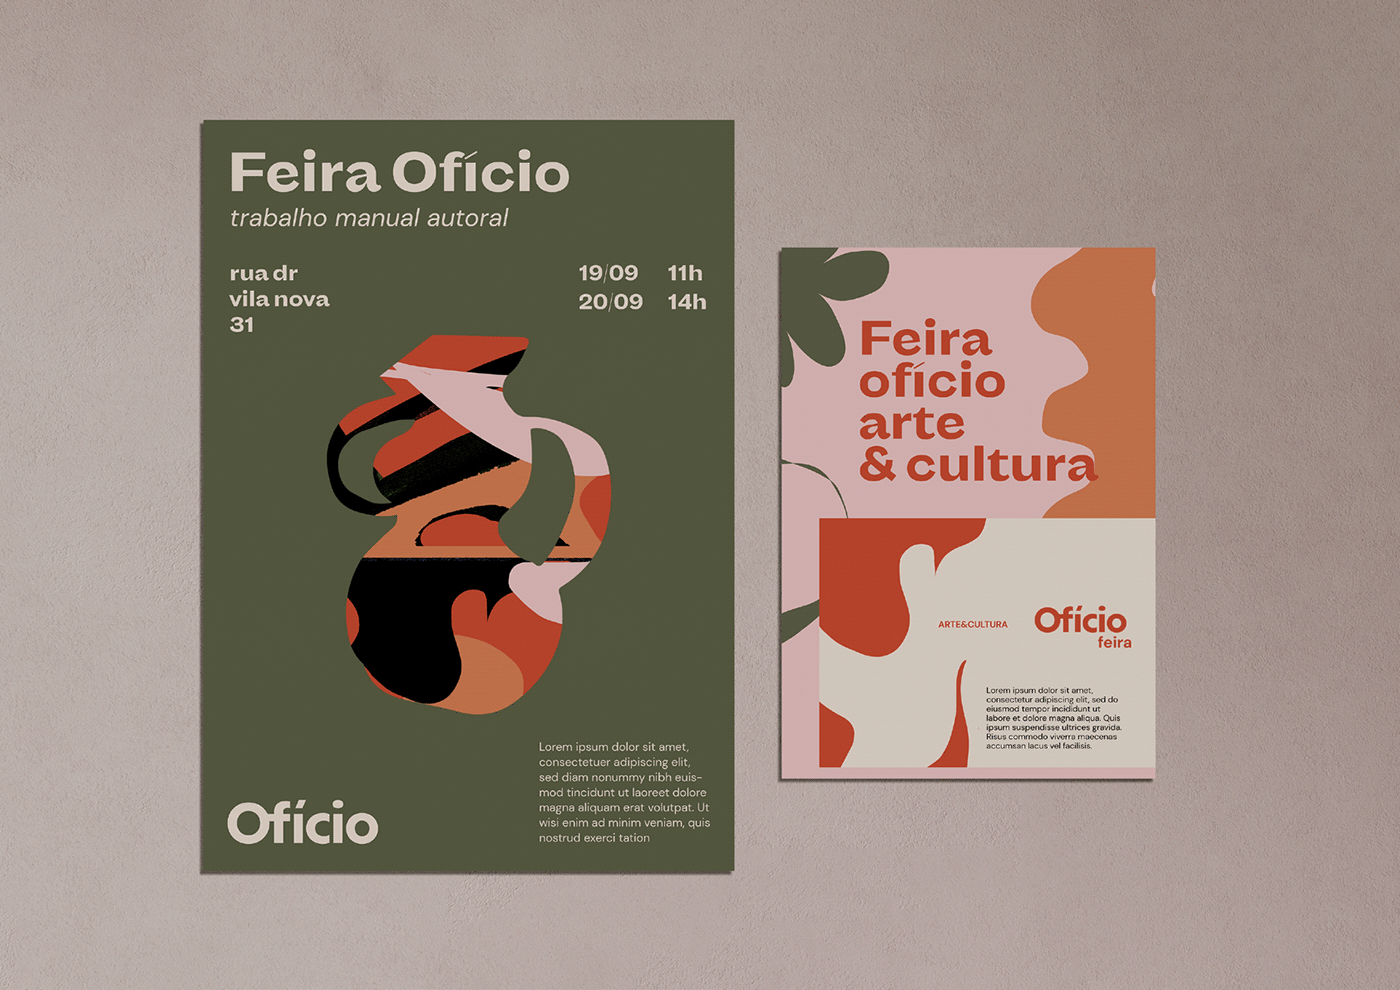 Feira Ofício
trabalho manual autoral
rua dr
vila nova
31
19/09 11h
20/09 14h
Lorem ipsum dolor sit amet,
consectetuer adipiscing elit,
sed diam nonummy nibh euis-
mod tincidunt ut laoreet dolore
magna aliquam erat volutpat. Ut
wisi enim ad minim veniam, quis
nostrud exerci tation
Ofício
Feira
ofício
arte
& cultura
ARTE&CULTURA
Ofício
feira
Lorem ipsum dolor sit amet,
consectetur adipiscing elit, sed do
eiusmod tempor incididunt ut
labore et dolore magna aliqua. Quis
ipsum suspendisse ultrices gravida.
Risus commodo viverra maecenas
accumsan lacus vel facilisis.